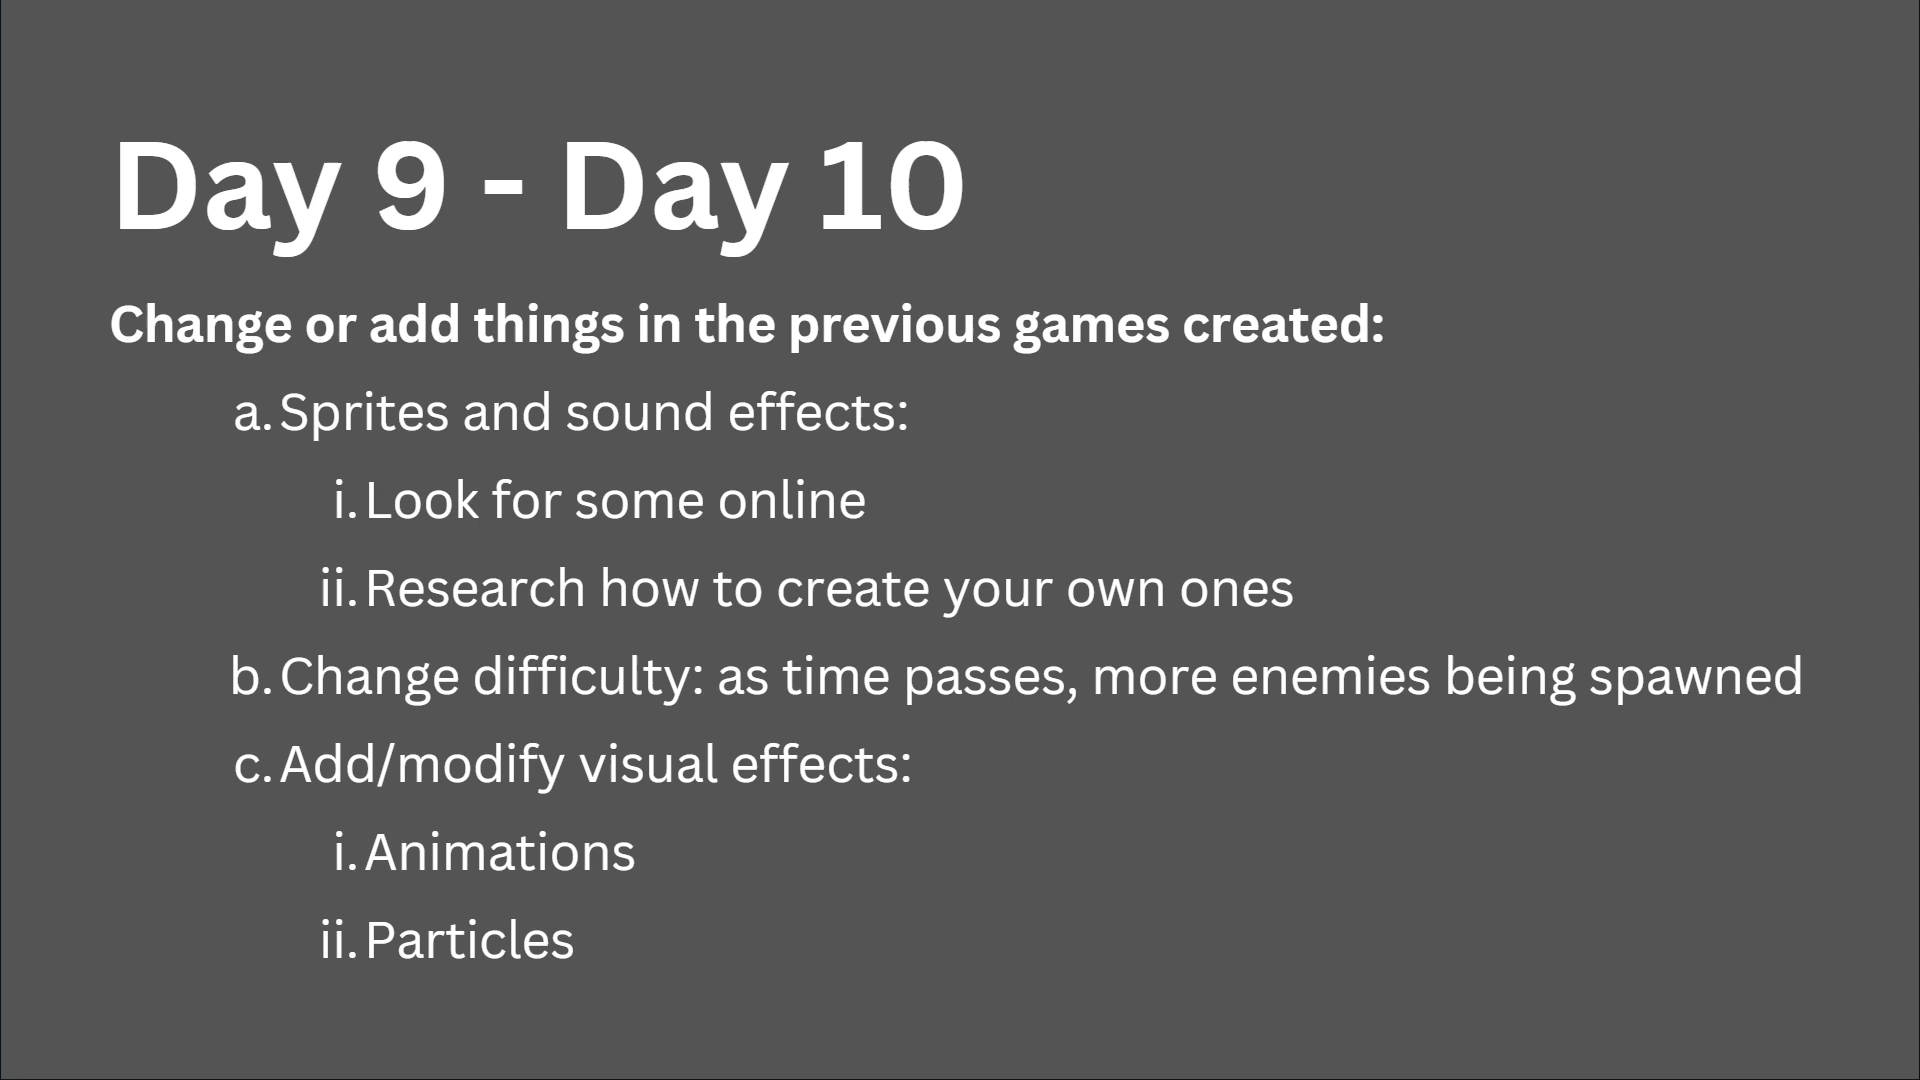 Day 9 - Day 10
Change or add things in the previous games created:
a. Sprites and sound effects:
i. Look for some online
ii. Research how to create your own ones
b. Change difficulty: as time passes, more enemies being spawned
c. Add/modify visual effects:
i. Animations
ii. Particles